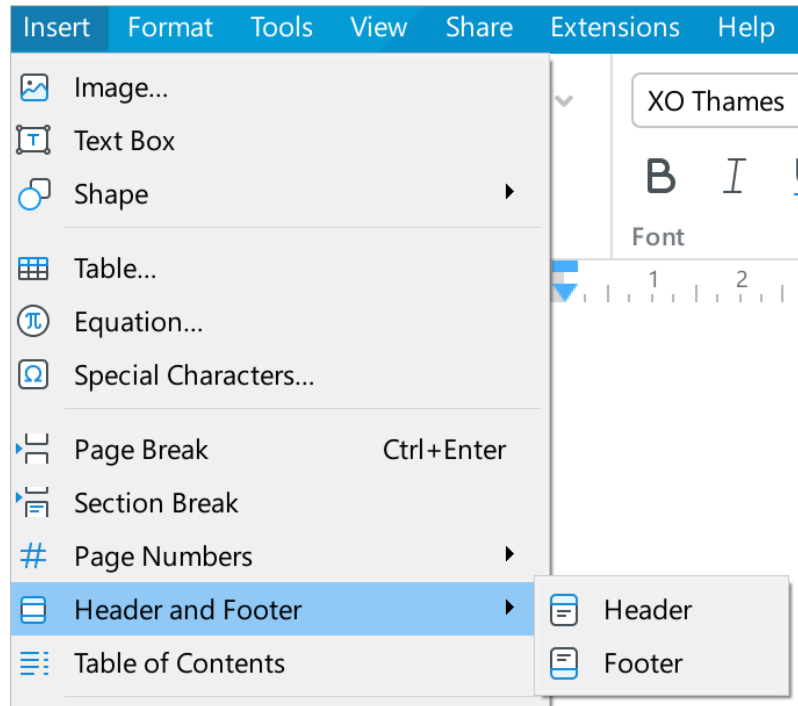 Insert Format Tools View Share Extensions Help
Image...
XO Thames
Text Box
B I
Shape
Font
Table...
1 2
Equation...
Special Characters...
Page Break Ctrl+Enter
Section Break
Page Numbers
Header and Footer
Header
Table of Contents
Footer